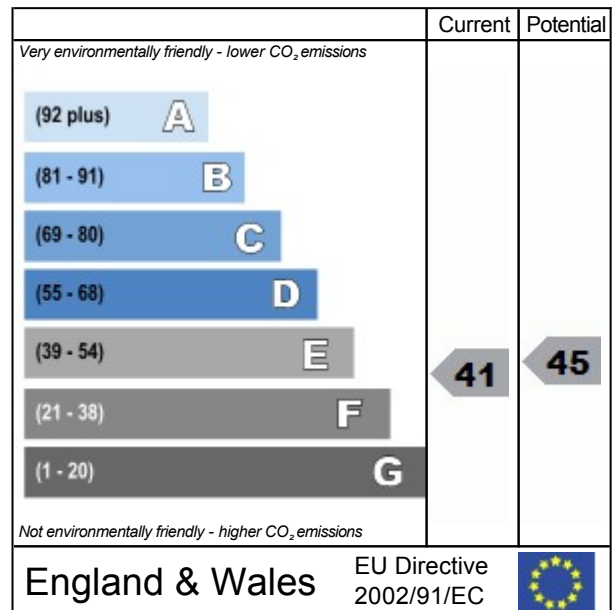 Current Potential
Very environmentally friendly - lower CO₂ emissions
(92 plus) A
(81 - 91) B
(69 - 80) C
(55 - 68) D
(39 - 54) E
41 45
(21 - 38) F
(1 - 20) G
Not environmentally friendly - higher CO₂ emissions
England & Wales
EU Directive
2002/91/EC